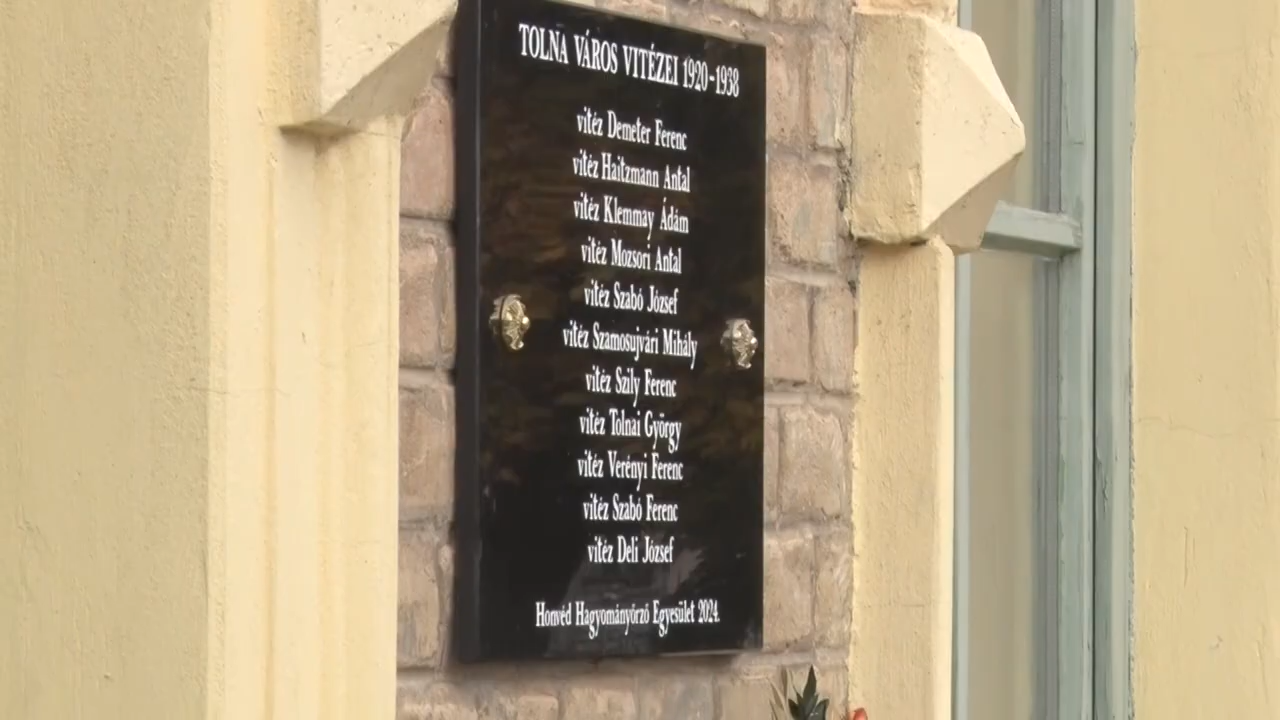 TOLNA VÁROS VITÉZEI 1920-1938
vitéz Demeter Ferenc
vitéz Haitzmann Antal
vitéz Klemmay Ádám
vitéz Mozsori Antal
vitéz Szabó József
vitéz Szamosujvári Mihály
vitéz Szily Ferenc
vitéz Tolnai György
vitéz Verényi Ferenc
vitéz Szabó Ferenc
vitéz Deli József
Honvéd Hagyományőrző Egyesület 2024.